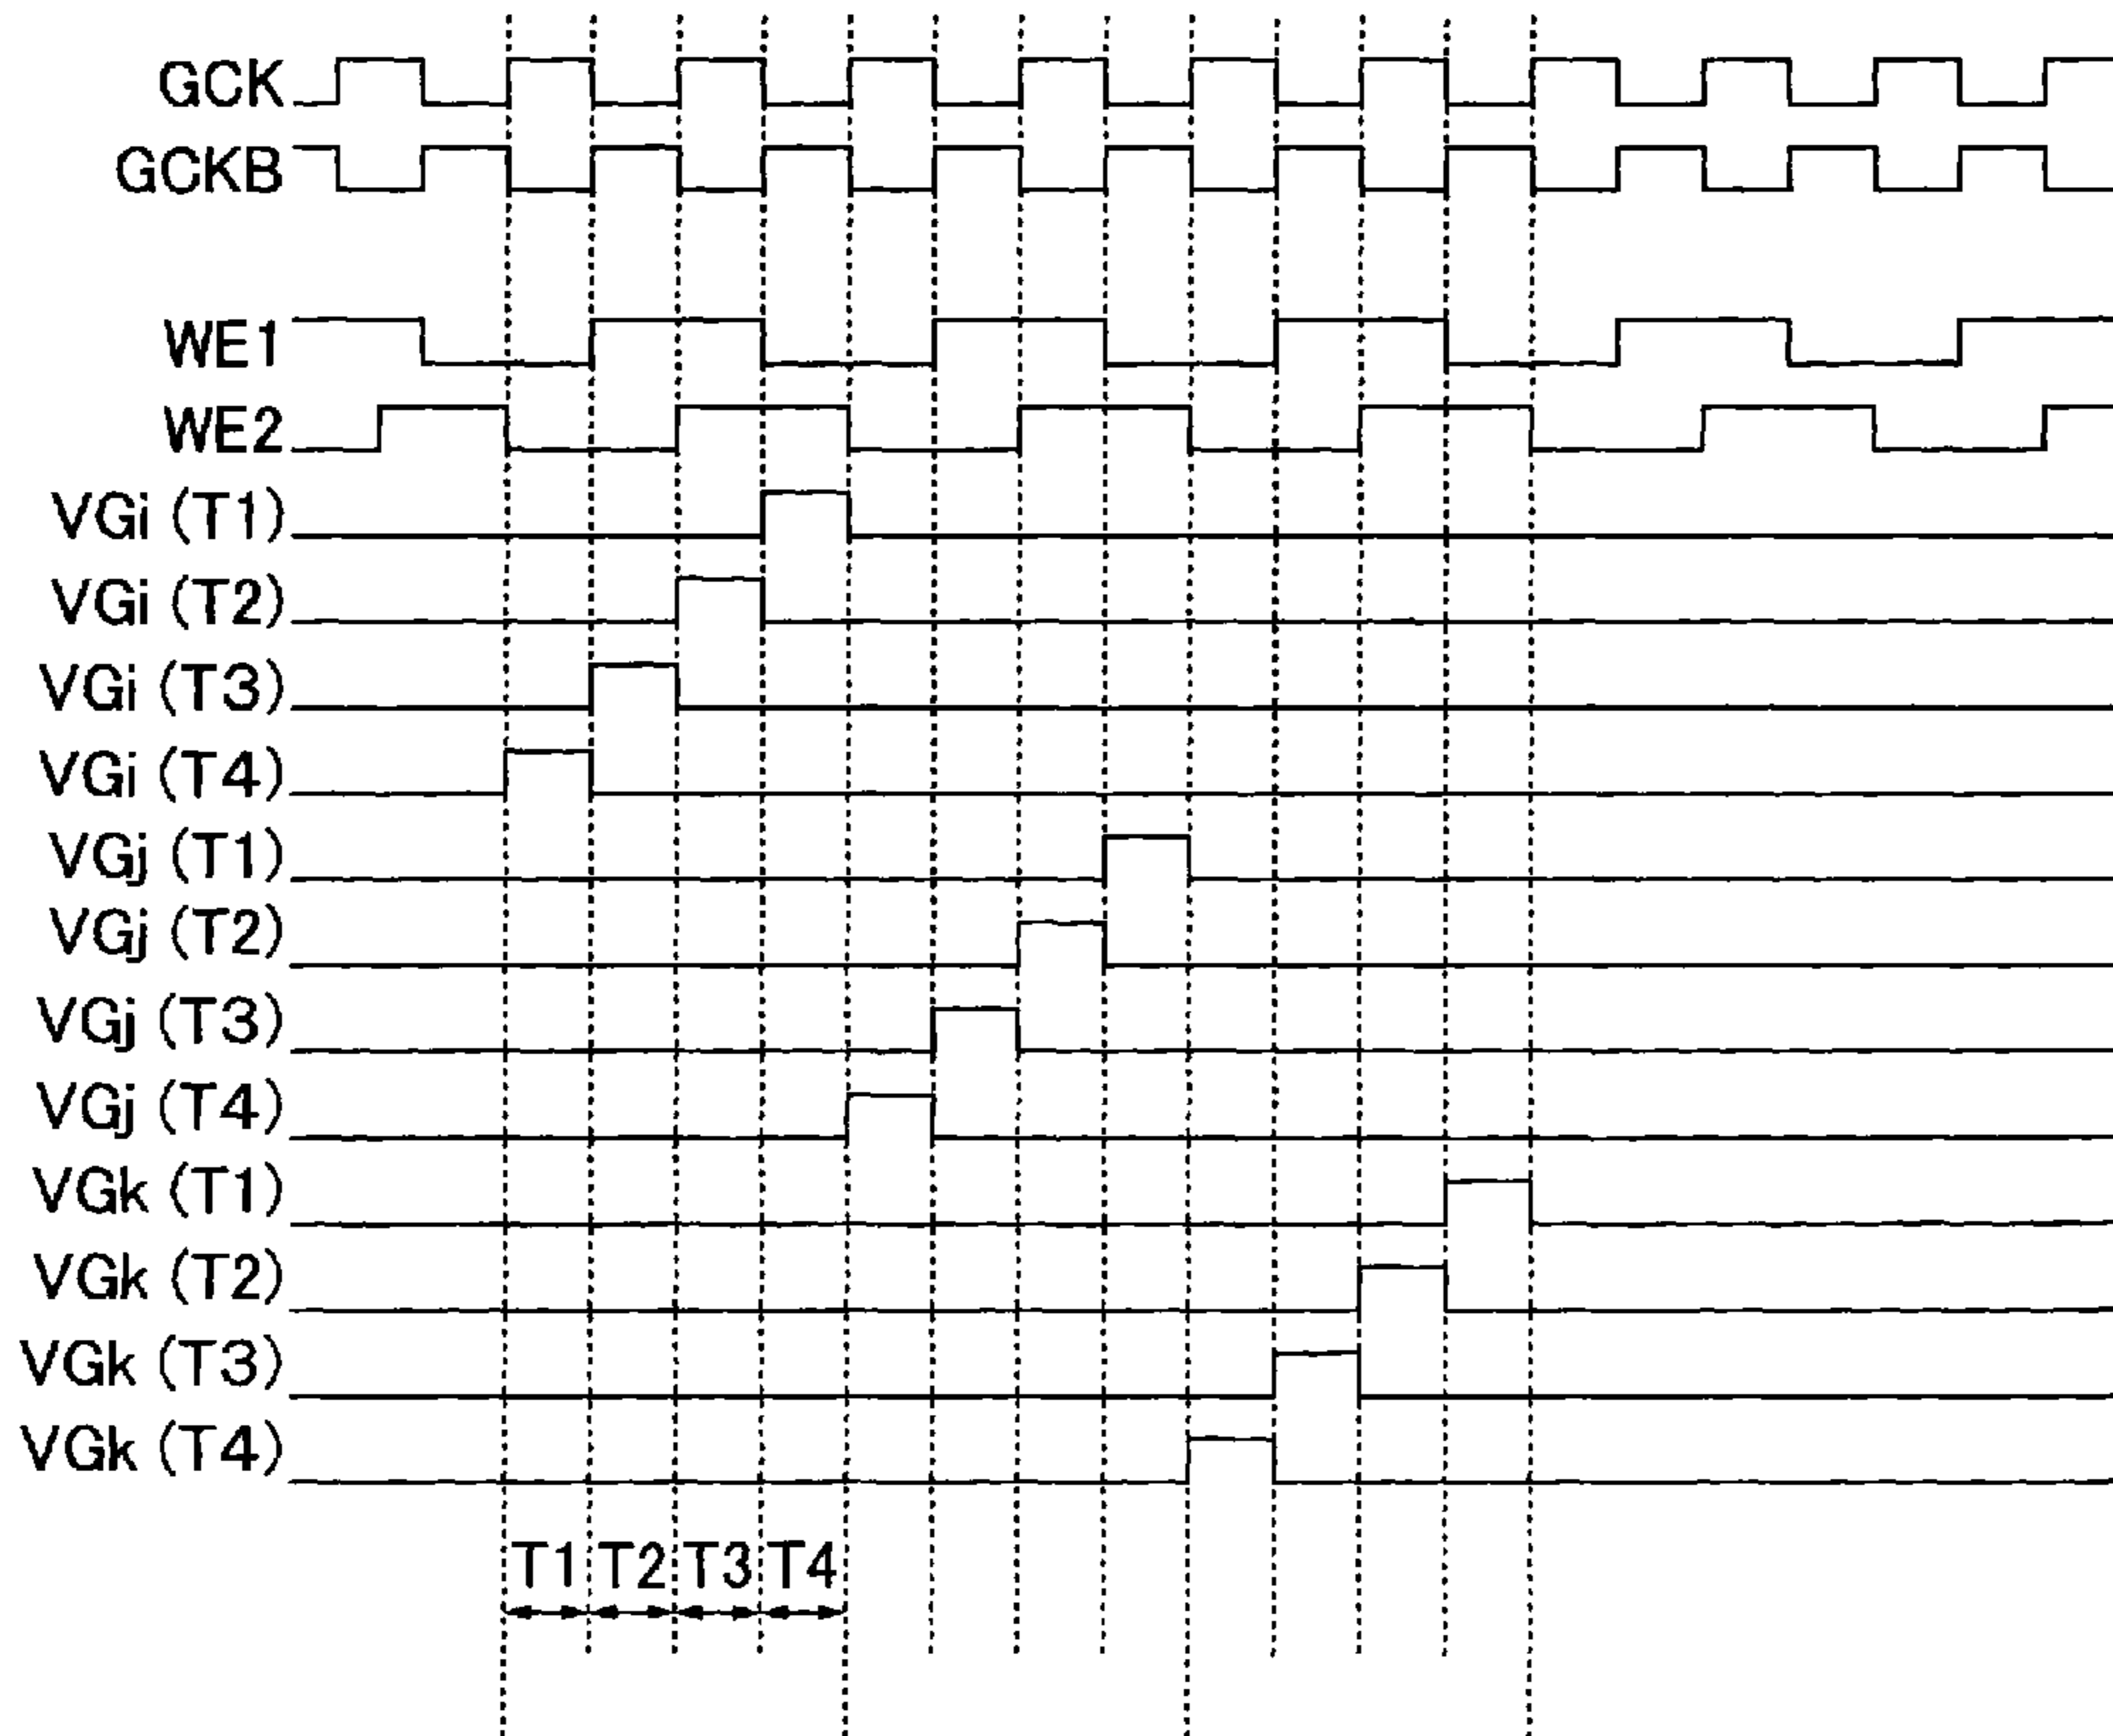 GCK
GCKB
WE1
WE2
VGi (T1)
VGi (T2)
VGi (T3)
VGi (T4)
VGj (T1)
VGj (T2)
VGj (T3)
VGj (T4)
VGk (T1)
VGk (T2)
VGk (T3)
VGk (T4)
T1 T2 T3 T4